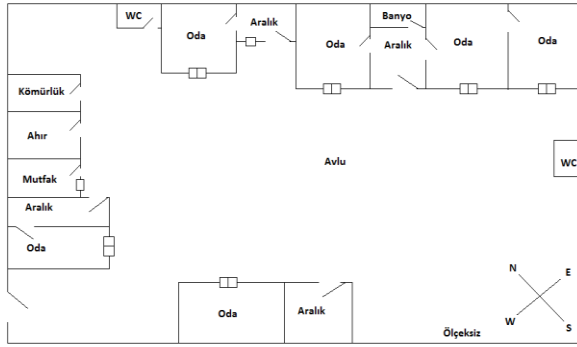 WC
Oda
Aralık
Oda
Banyo
Aralık
Oda
Oda
Kömürlük
Ahır
Mutfak
Aralık
Oda
Avlu
WC
Oda
Aralık
Ölçeksiz
N
E
W
S